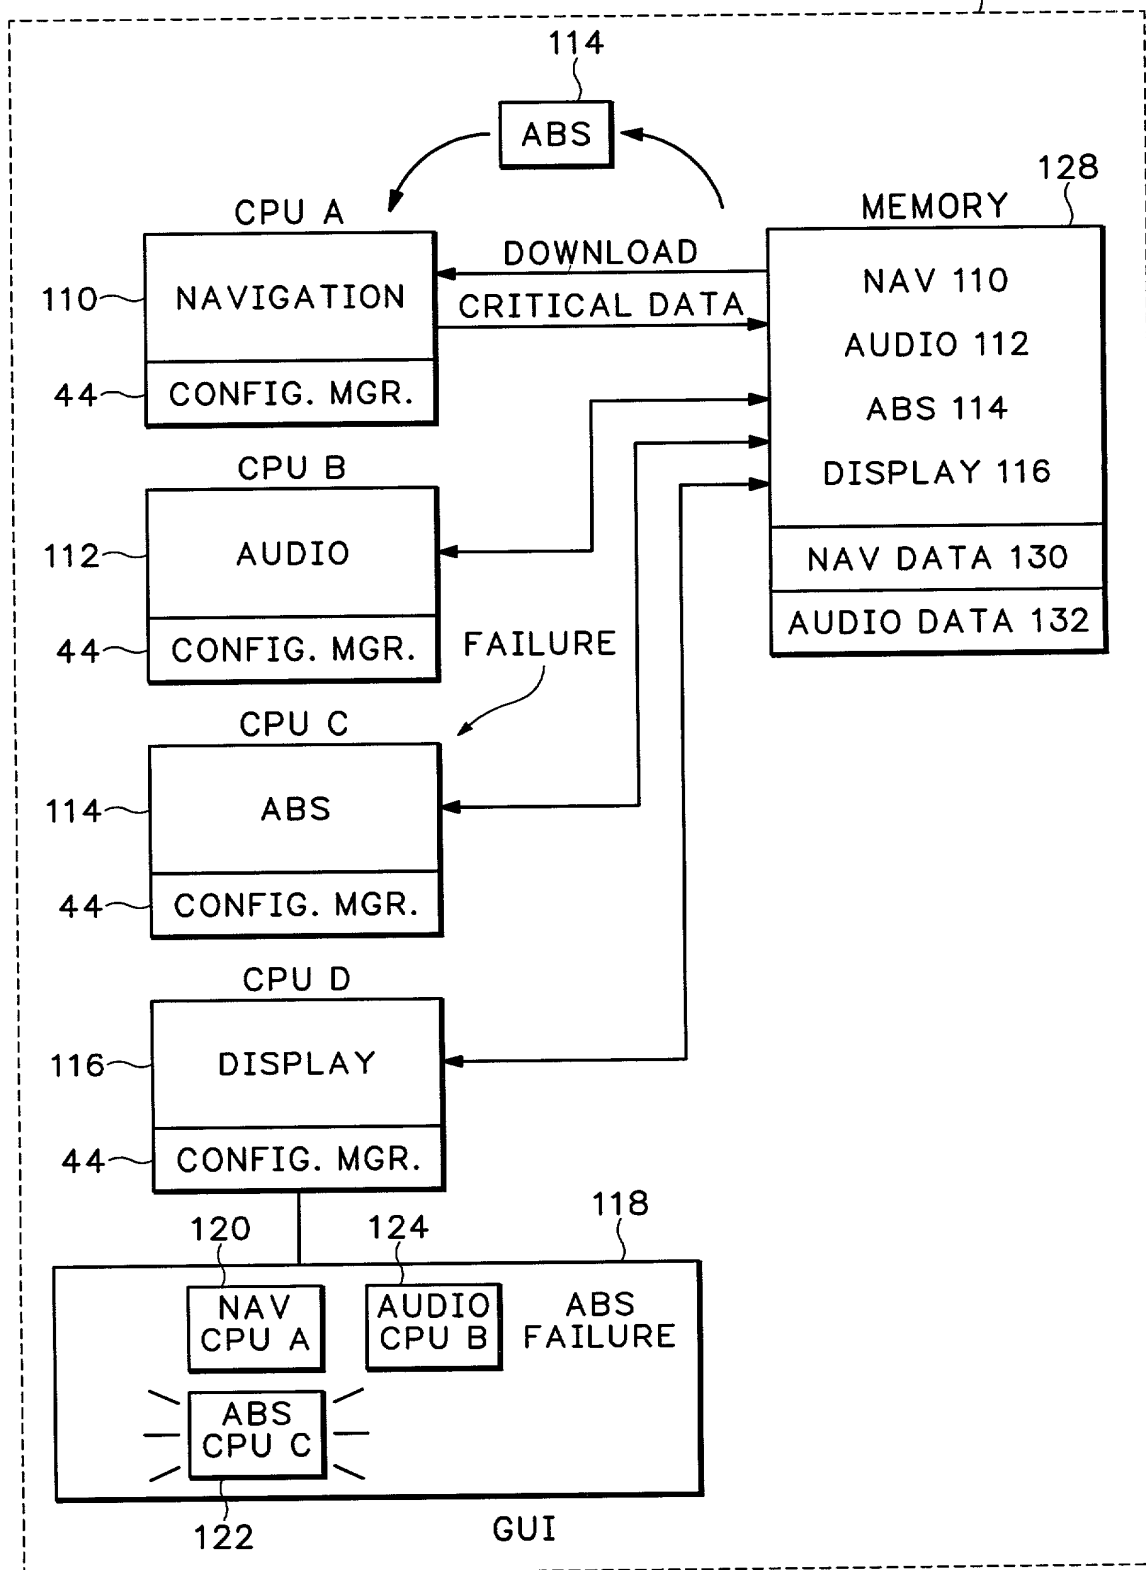 114
ABS
128
CPU A
MEMORY
DOWNLOAD
NAV 110
110
NAVIGATION
CRITICAL DATA
AUDIO 112
44
CONFIG. MGR.
ABS 114
CPU B
DISPLAY 116
112
AUDIO
NAV DATA 130
44
CONFIG. MGR.
FAILURE
AUDIO DATA 132
CPU C
114
ABS
44
CONFIG. MGR.
CPU D
116
DISPLAY
44
CONFIG. MGR.
120
124
118
NAV
CPU A
AUDIO
CPU B
ABS
FAILURE
ABS
CPU C
122
GUI